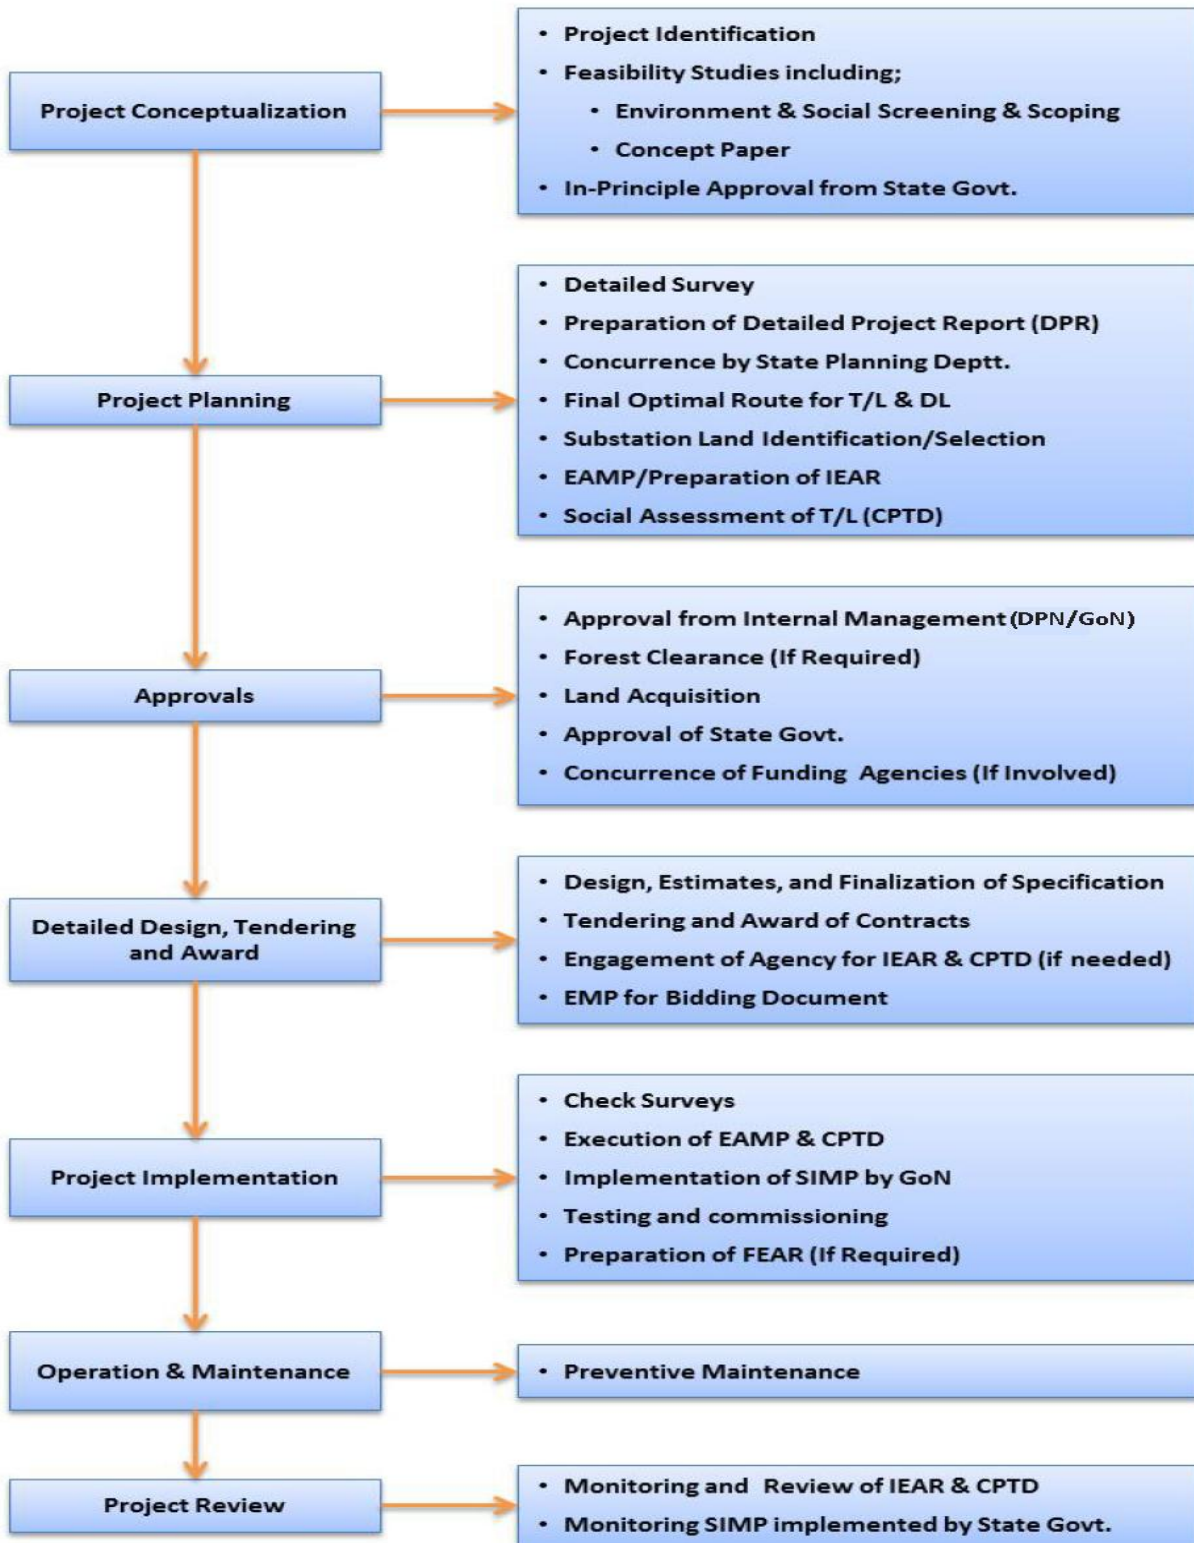 Project Conceptualization
• Project Identification
• Feasibility Studies including;
• Environment & Social Screening & Scoping
• Concept Paper
• In-Principle Approval from State Govt.
Project Planning
• Detailed Survey
• Preparation of Detailed Project Report (DPR)
• Concurrence by State Planning Deptt.
• Final Optimal Route for T/L & DL
• Substation Land Identification/Selection
• EAMP/Preparation of IEAR
• Social Assessment of T/L (CPTD)
Approvals
• Approval from Internal Management (DPN/GoN)
• Forest Clearance (If Required)
• Land Acquisition
• Approval of State Govt.
• Concurrence of Funding Agencies (If Involved)
Detailed Design, Tendering
and Award
• Design, Estimates, and Finalization of Specification
• Tendering and Award of Contracts
• Engagement of Agency for IEAR & CPTD (if needed)
• EMP for Bidding Document
Project Implementation
• Check Surveys
• Execution of EAMP & CPTD
• Implementation of SIMP by GoN
• Testing and commissioning
• Preparation of FEAR (If Required)
Operation & Maintenance
• Preventive Maintenance
Project Review
• Monitoring and Review of IEAR & CPTD
• Monitoring SIMP implemented by State Govt.